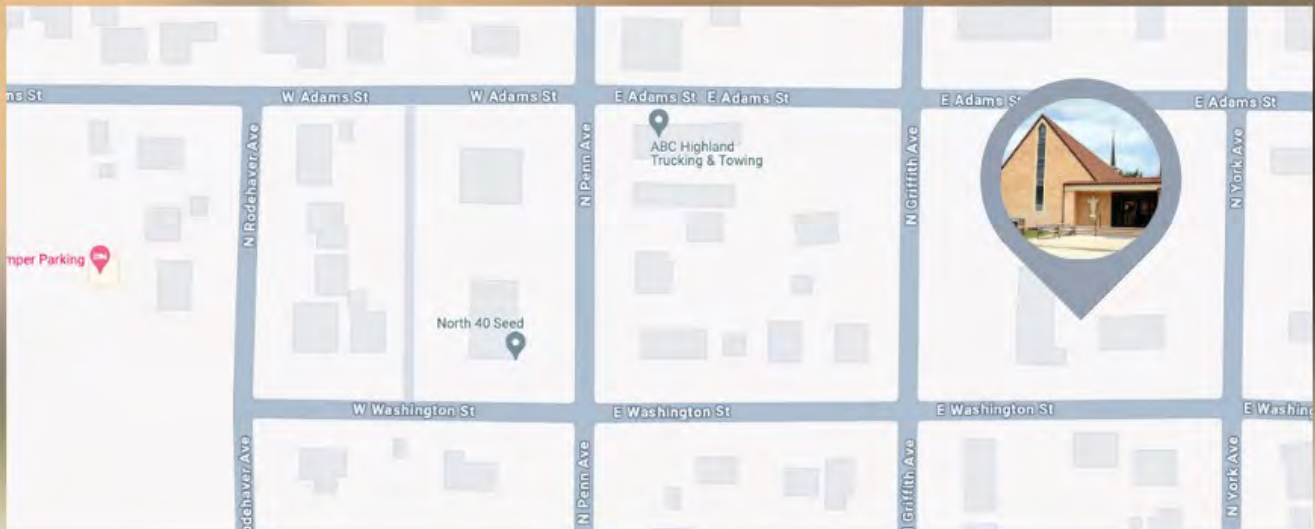 ns St
W Adams St
W Adams St
E Adams St
E Adams St
E Adams St
E Adams St
N Rodehaver Ave
N Penn Ave
ABC Highland
Trucking & Towing
N Griffith Ave
N York Ave
mper Parking
North 40 Seed
W Washington St
E Washington St
E Washington St
E Washing
odehaver Ave
N Penn Ave
Griffith Ave
N York Ave